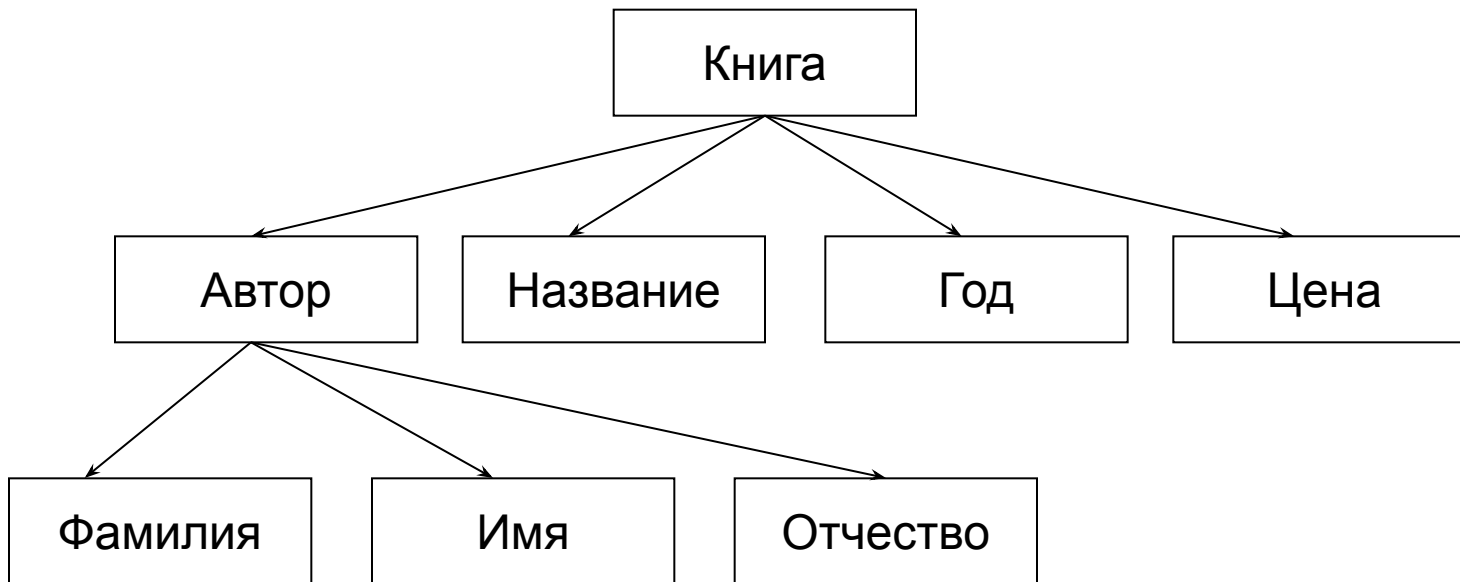 Книга
Автор
Название
Год
Цена
Фамилия
Имя
Отчество